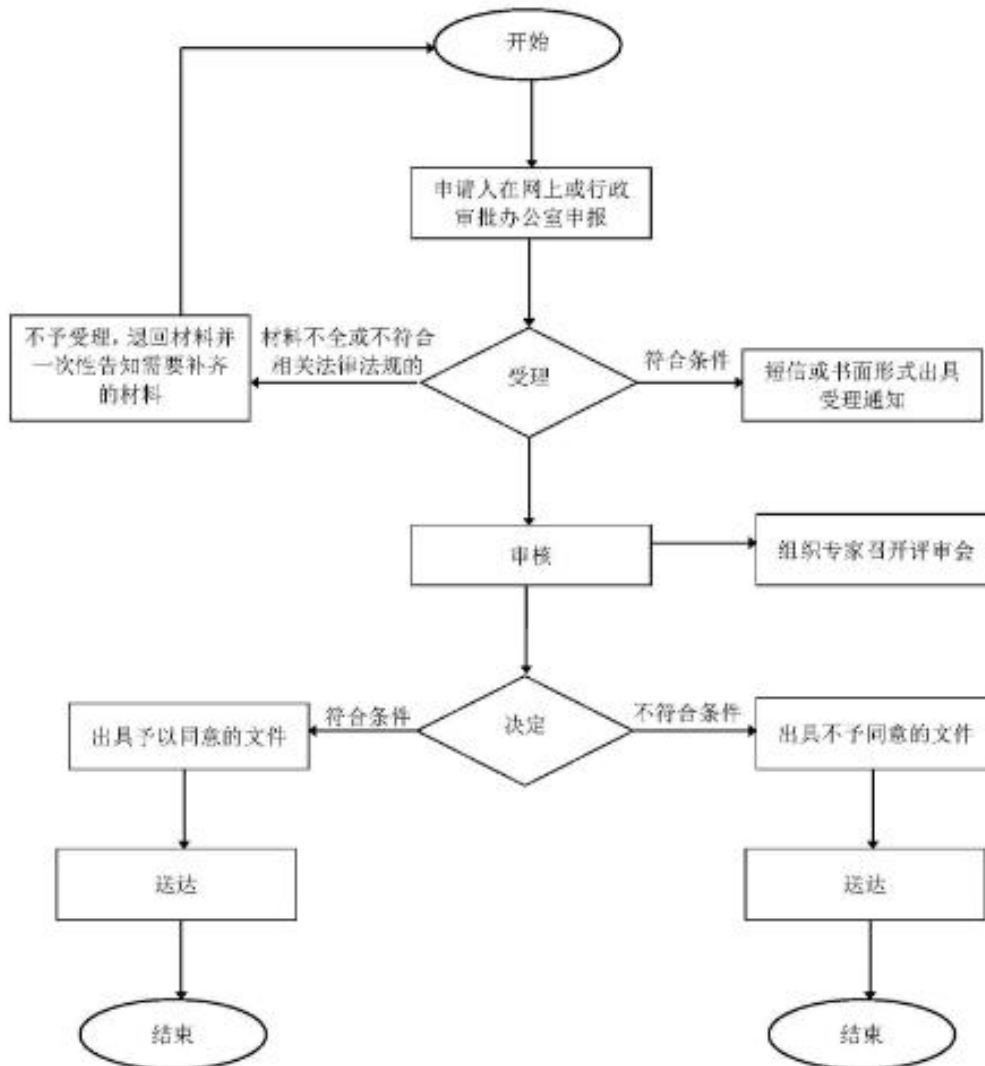 开始
申请人在网上或行政
审批办公室申报
不予受理，退回材料并
一次性告知需要补齐
的材料
材料不全或不符合
相关法律法规的
受理
符合条件
短信或书面形式出具
受理通知
审核
组织专家召开评审会
出具予以同意的文件
符合条件
决定
不符合条件
出具不予同意的文件
送达
送达
结束
结束